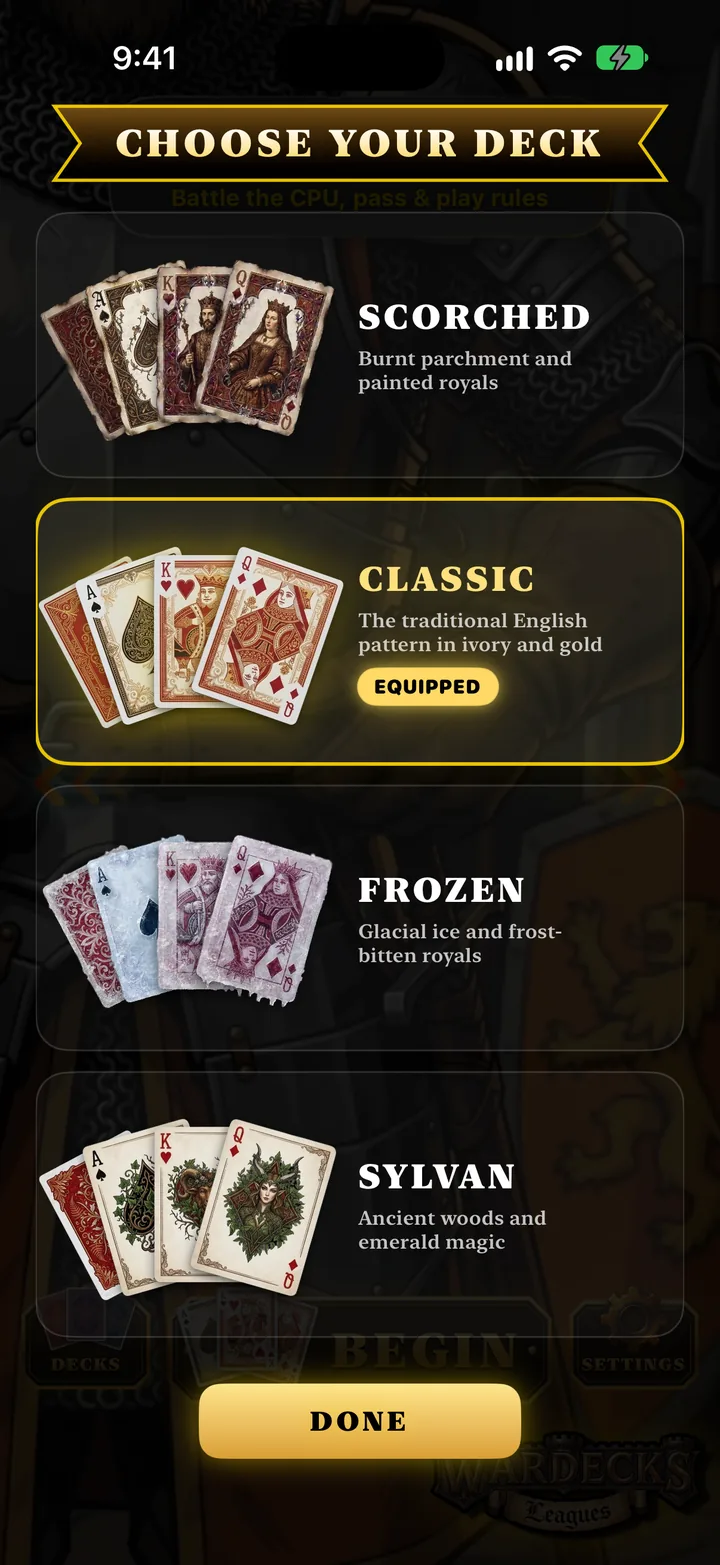 9:41
CHOOSE YOUR DECK
Battle the CPU, pass & play rules
A
K
Q
Q
SCORCHED
Burnt parchment and
painted royals
A
K
Q
Q
CLASSIC
The traditional English
pattern in ivory and gold
EQUIPPED
A
K
Q
Q
FROZEN
Glacial ice and frost-
bitten royals
A
K
Q
Q
SYLVAN
Ancient woods and
emerald magic
DECKS
BEGIN
SETTINGS
DONE
WARDECKS
Leagues